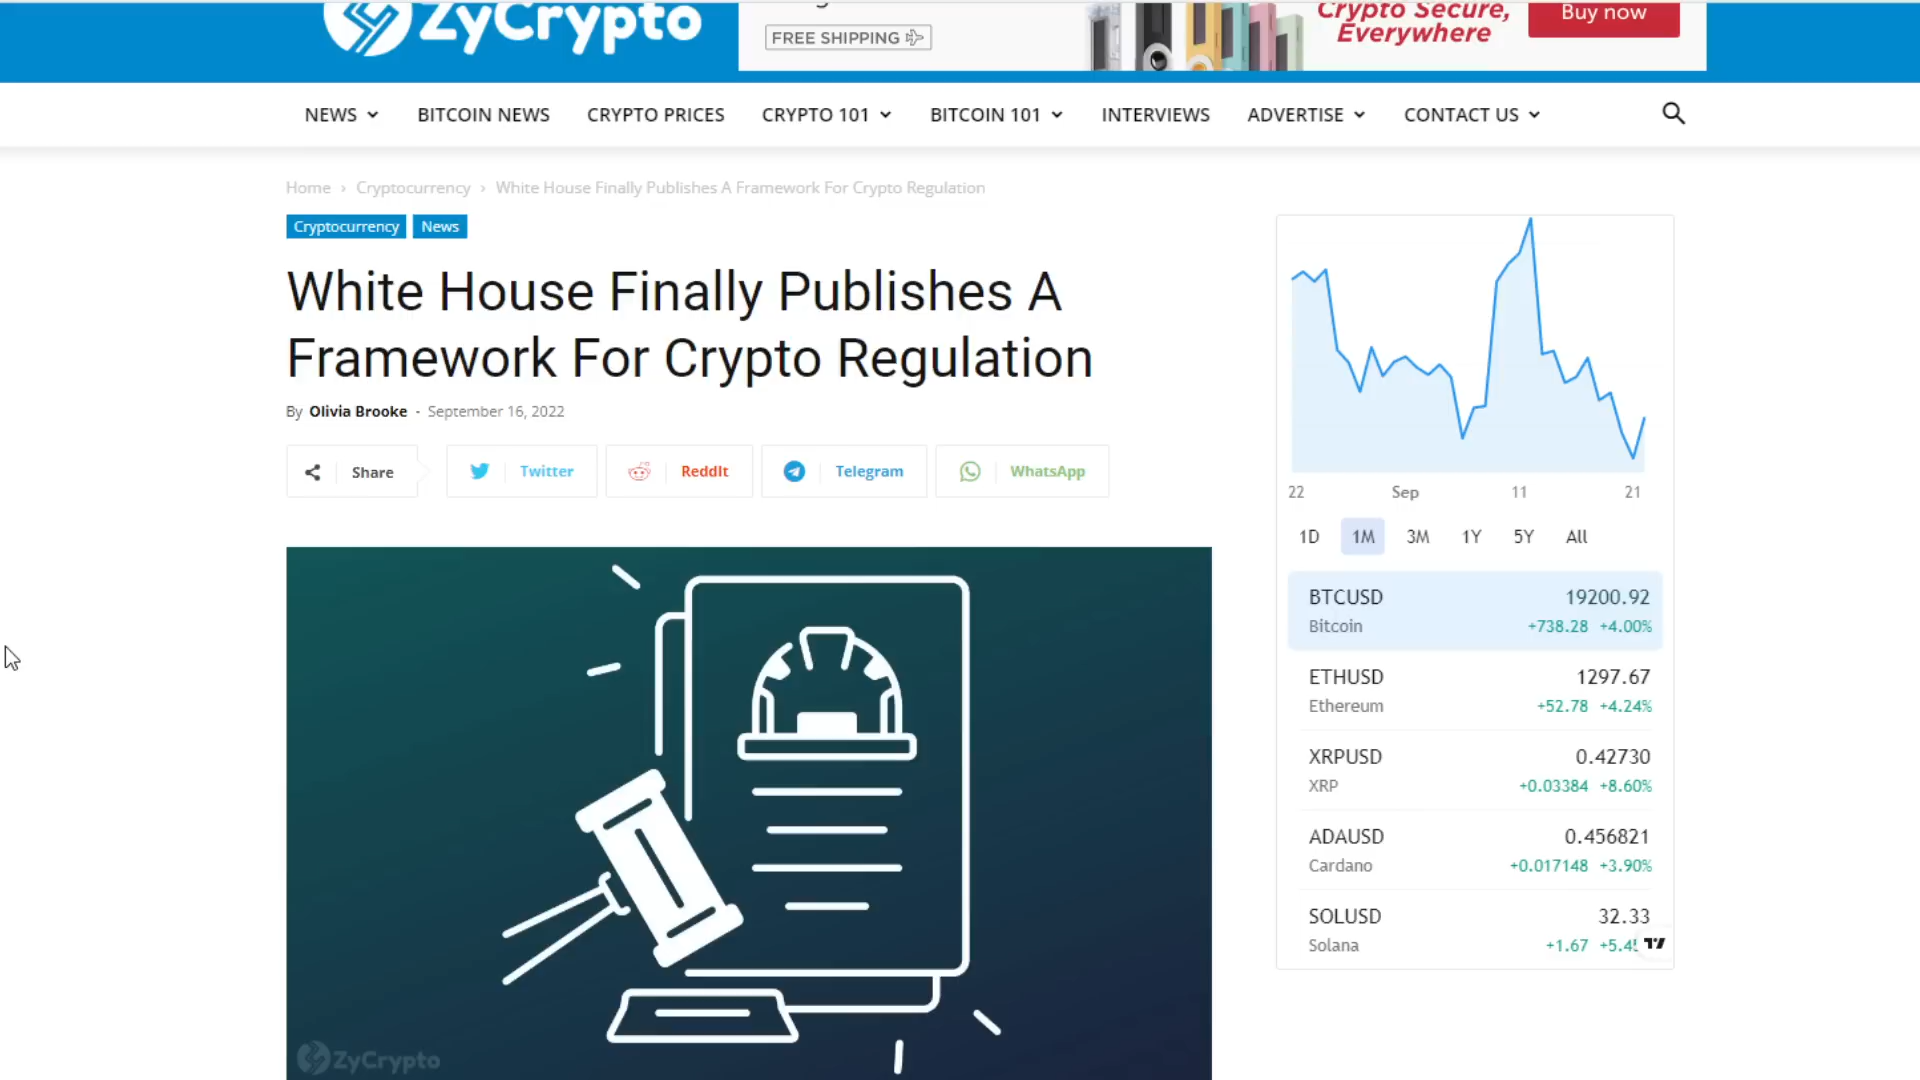 ZyCrypto
FREE SHIPPING
Crypto Secure,
Everywhere
Buy now
NEWS
BITCOIN NEWS
CRYPTO PRICES
CRYPTO 101
BITCOIN 101
INTERVIEWS
ADVERTISE
CONTACT US
Home › Cryptocurrency › White House Finally Publishes A Framework For Crypto Regulation
Cryptocurrency News
White House Finally Publishes A
Framework For Crypto Regulation
By Olivia Brooke - September 16, 2022
Share
Twitter
ReddIt
Telegram
WhatsApp
ZyCrypto
22 Sep 11 21
1D 1M 3M 1Y 5Y All
BTCUSD 19200.92
Bitcoin +738.28 +4.00%
ETHUSD 1297.67
Ethereum +52.78 +4.24%
XRPUSD 0.42730
XRP +0.03384 +8.60%
ADAUSD 0.456821
Cardano +0.017148 +3.90%
SOLUSD 32.33
Solana +1.67